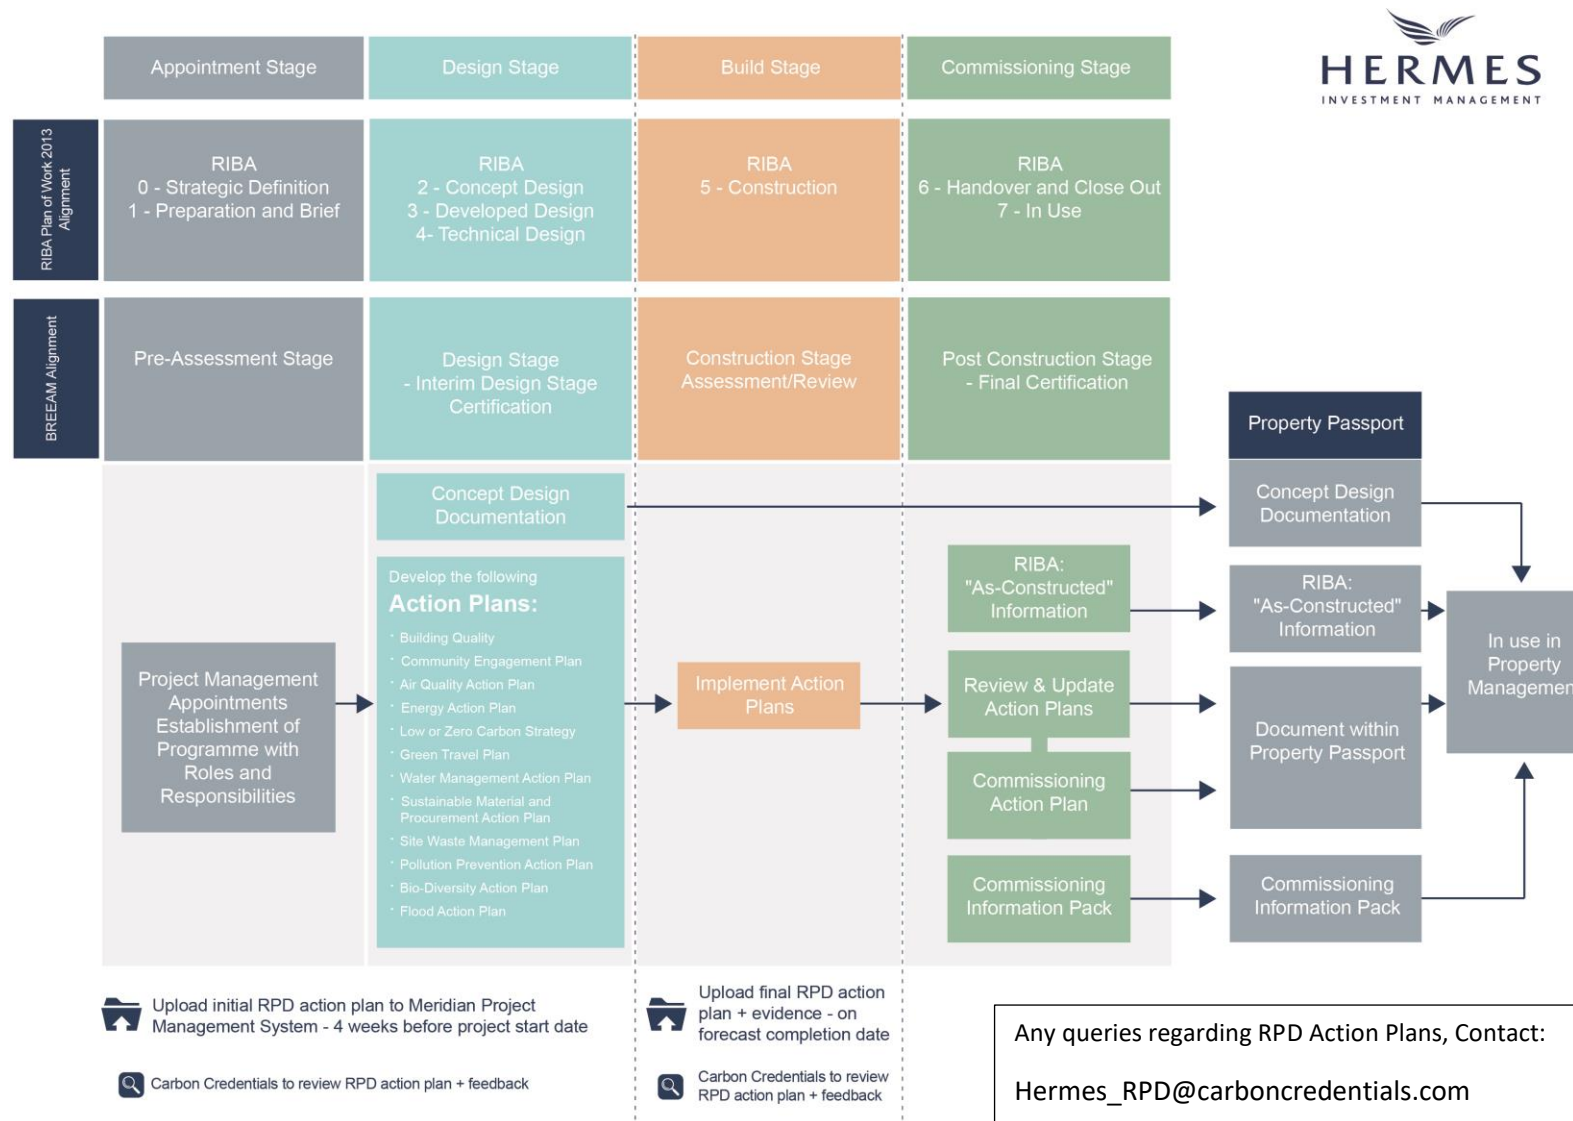 HERMES
INVESTMENT MANAGEMENT
Appointment Stage
Design Stage
Build Stage
Commissioning Stage
RIBA Plan of Work 2013
Alignment
RIBA
0 - Strategic Definition
1 - Preparation and Brief
RIBA
2 - Concept Design
3 - Developed Design
4- Technical Design
RIBA
5 - Construction
RIBA
6 - Handover and Close Out
7 - In Use
BREEAM Alignment
Pre-Assessment Stage
Design Stage
- Interim Design Stage
Certification
Construction Stage
Assessment/Review
Post Construction Stage
- Final Certification
Property Passport
Concept Design
Documentation
Concept Design
Documentation
Project Management
Appointments
Establishment of
Programme with
Roles and
Responsibilities
Develop the following
Action Plans:
· Building Quality
· Community Engagement Plan
· Air Quality Action Plan
· Energy Action Plan
· Low or Zero Carbon Strategy
· Green Travel Plan
· Water Management Action Plan
· Sustainable Material and
Procurement Action Plan
· Site Waste Management Plan
· Pollution Prevention Action Plan
· Bio-Diversity Action Plan
· Flood Action Plan
Implement Action
Plans
RIBA:
"As-Constructed"
Information
Review & Update
Action Plans
Commissioning
Action Plan
Commissioning
Information Pack
RIBA:
"As-Constructed"
Information
Document within
Property Passport
Commissioning
Information Pack
In use in
Property
Managemen
Upload initial RPD action plan to Meridian Project
Management System - 4 weeks before project start date
Carbon Credentials to review RPD action plan + feedback
Upload final RPD action
plan + evidence - on
forecast completion date
Carbon Credentials to review
RPD action plan + feedback
Any queries regarding RPD Action Plans, Contact:
Hermes_RPD@carboncredentials.com